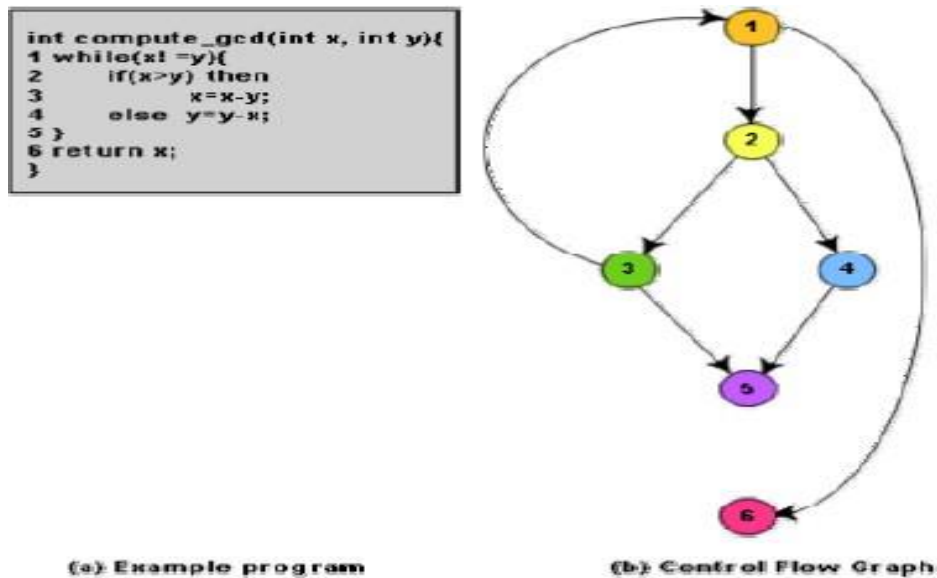 int compute_gcd(int x, int y){
1 while(x! =y){
2 if(x>y) then
3 x=x-y;
4 else y=y-x;
5 }
6 return x;
}
1
2
3
4
5
6
(a) Example program
(b) Control Flow Graph